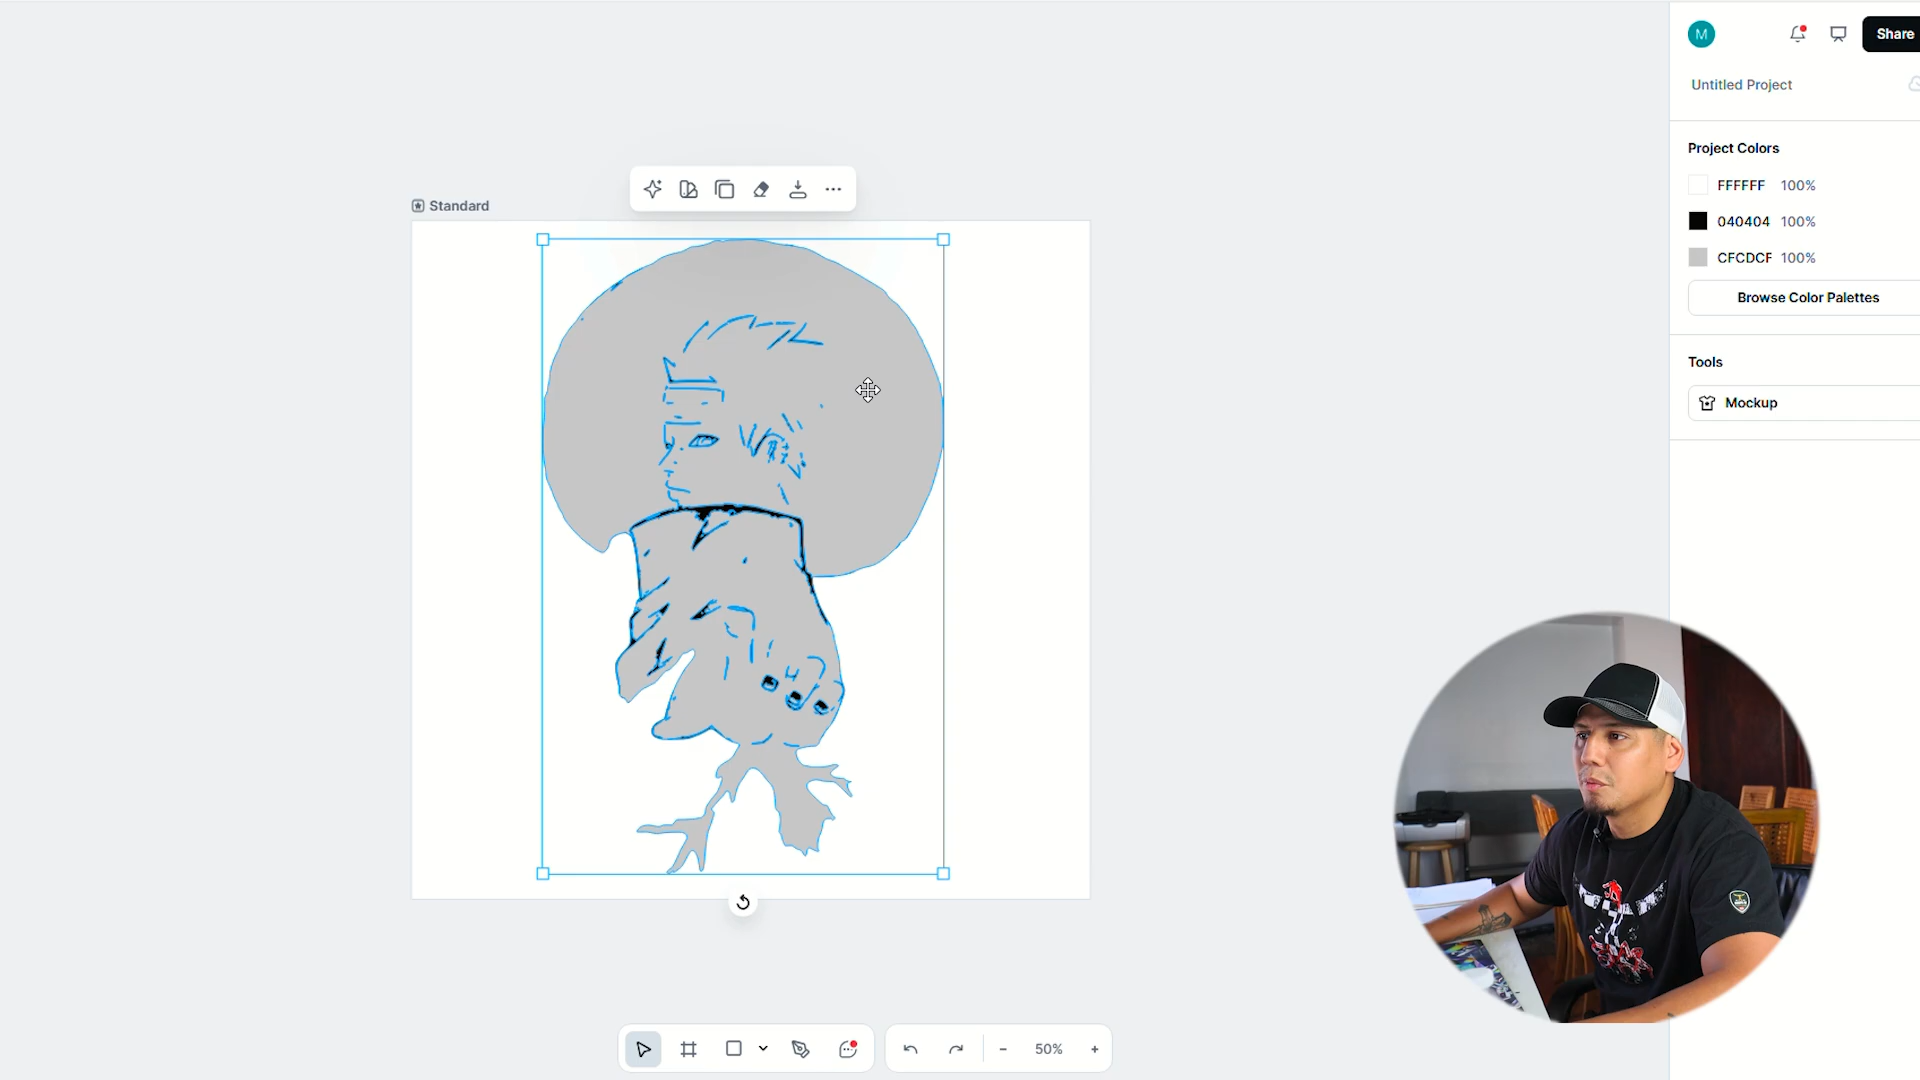 M
Share
Untitled Project
Standard
Project Colors
FFFFFF 100%
040404 100%
CFCDCF 100%
Browse Color Palettes
Tools
Mockup
50%